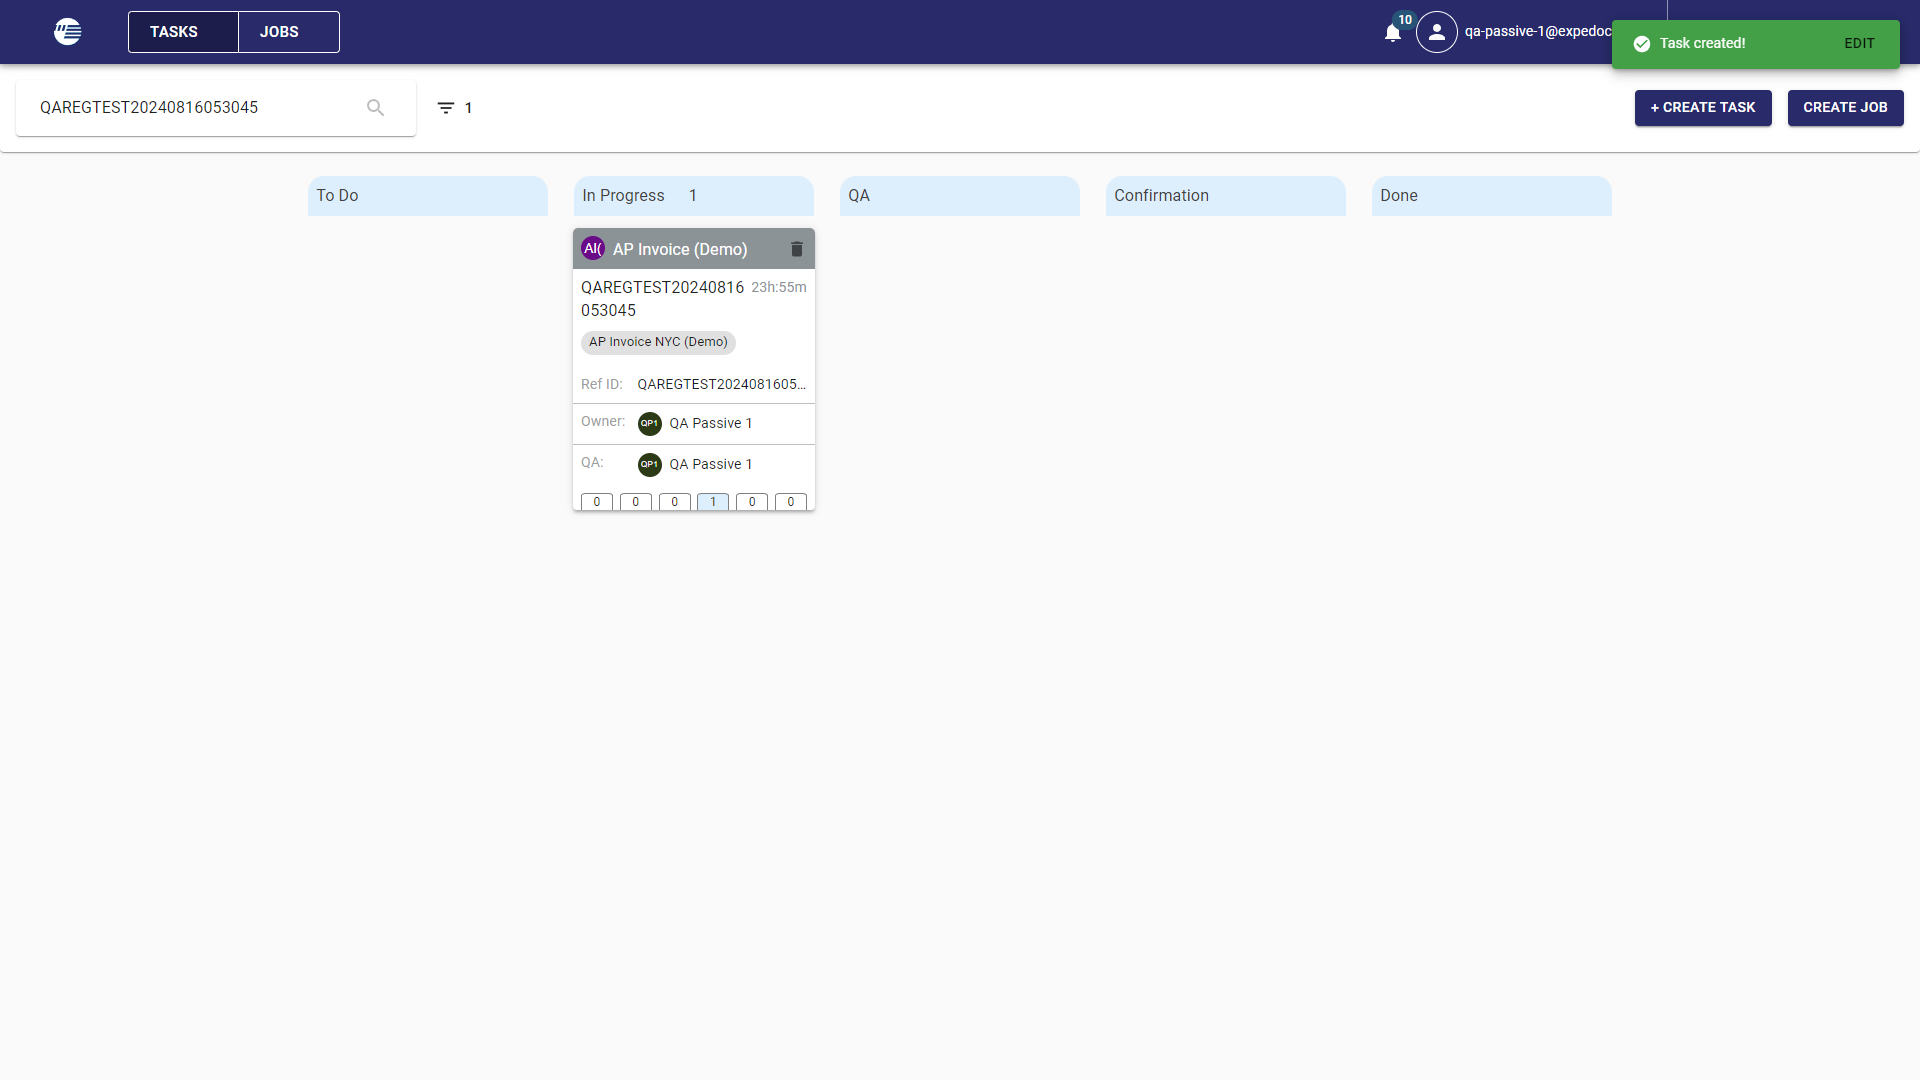 TASKS
JOBS
10
qa-passive-1@expedoc
Task created!
EDIT
QAREGTEST20240816053045
1
+ CREATE TASK
CREATE JOB
To Do
In Progress 1
QA
Confirmation
Done
AI(
AP Invoice (Demo)
QAREGTEST20240816 23h:55m
053045
AP Invoice NYC (Demo)
Ref ID: QAREGTEST2024081605...
Owner: QP1 QA Passive 1
QA: QP1 QA Passive 1
0 0 0 1 0 0